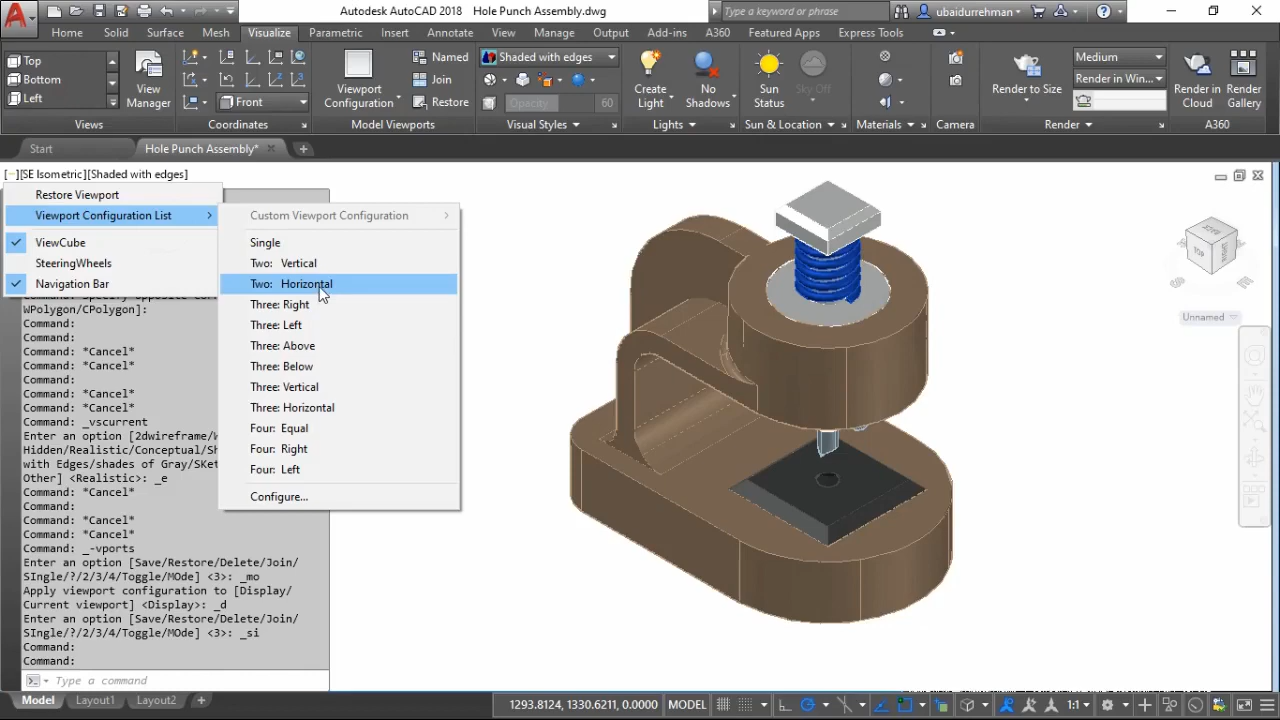 Autodesk AutoCAD 2018 Hole Punch Assembly.dwg
Type a keyword or phrase
ubaidurrehman
Home Solid Surface Mesh Visualize Parametric Insert Annotate View Manage Output Add-ins A360 Featured Apps Express Tools
Top
Bottom
Left
View
Manager
Views
Front
Coordinates
Viewport
Configuration
Named
Join
Restore
Model Viewports
Shaded with edges
Opacity 60
Visual Styles
Create
Light
No
Shadows
Lights
Sun
Status
Sky Off
Sun & Location
Materials
Camera
Render to Size
Medium
Render in Win...
Render
Render in
Cloud
Render
Gallery
A360
Start
Hole Punch Assembly*
[−][SE Isometric][Shaded with edges]
Restore Viewport
Viewport Configuration List
ViewCube
SteeringWheels
Navigation Bar
Custom Viewport Configuration
Single
Two: Vertical
Two: Horizontal
Three: Right
Three: Left
Three: Above
Three: Below
Three: Vertical
Three: Horizontal
Four: Equal
Four: Right
Four: Left
Configure...
WPolygon/CPolygon]:
Command:
Command: *Cancel*
Command: *Cancel*
Command:
Command: *Cancel*
Command: *Cancel*
Command: _vscurrent
Enter an option [2dwireframe/W
Hidden/Realistic/Conceptual/Sh
with Edges/shades of Gray/SKet
Other] <Realistic>: _e
Command: *Cancel*
Command:
Command: *Cancel*
Command: *Cancel*
Command: _-vports
Enter an option [Save/Restore/Delete/Join/
SIngle/?/2/3/4/Toggle/MOde] <3>: _mo
Apply viewport configuration to [Display/
Current viewport] <Display>: _d
Enter an option [Save/Restore/Delete/Join/
SIngle/?/2/3/4/Toggle/MOde] <3>: _si
Command:
Command:
Type a command
TOP
S
E
Unnamed
Model Layout1 Layout2
1293.8124, 1330.6211, 0.0000 MODEL
1:1